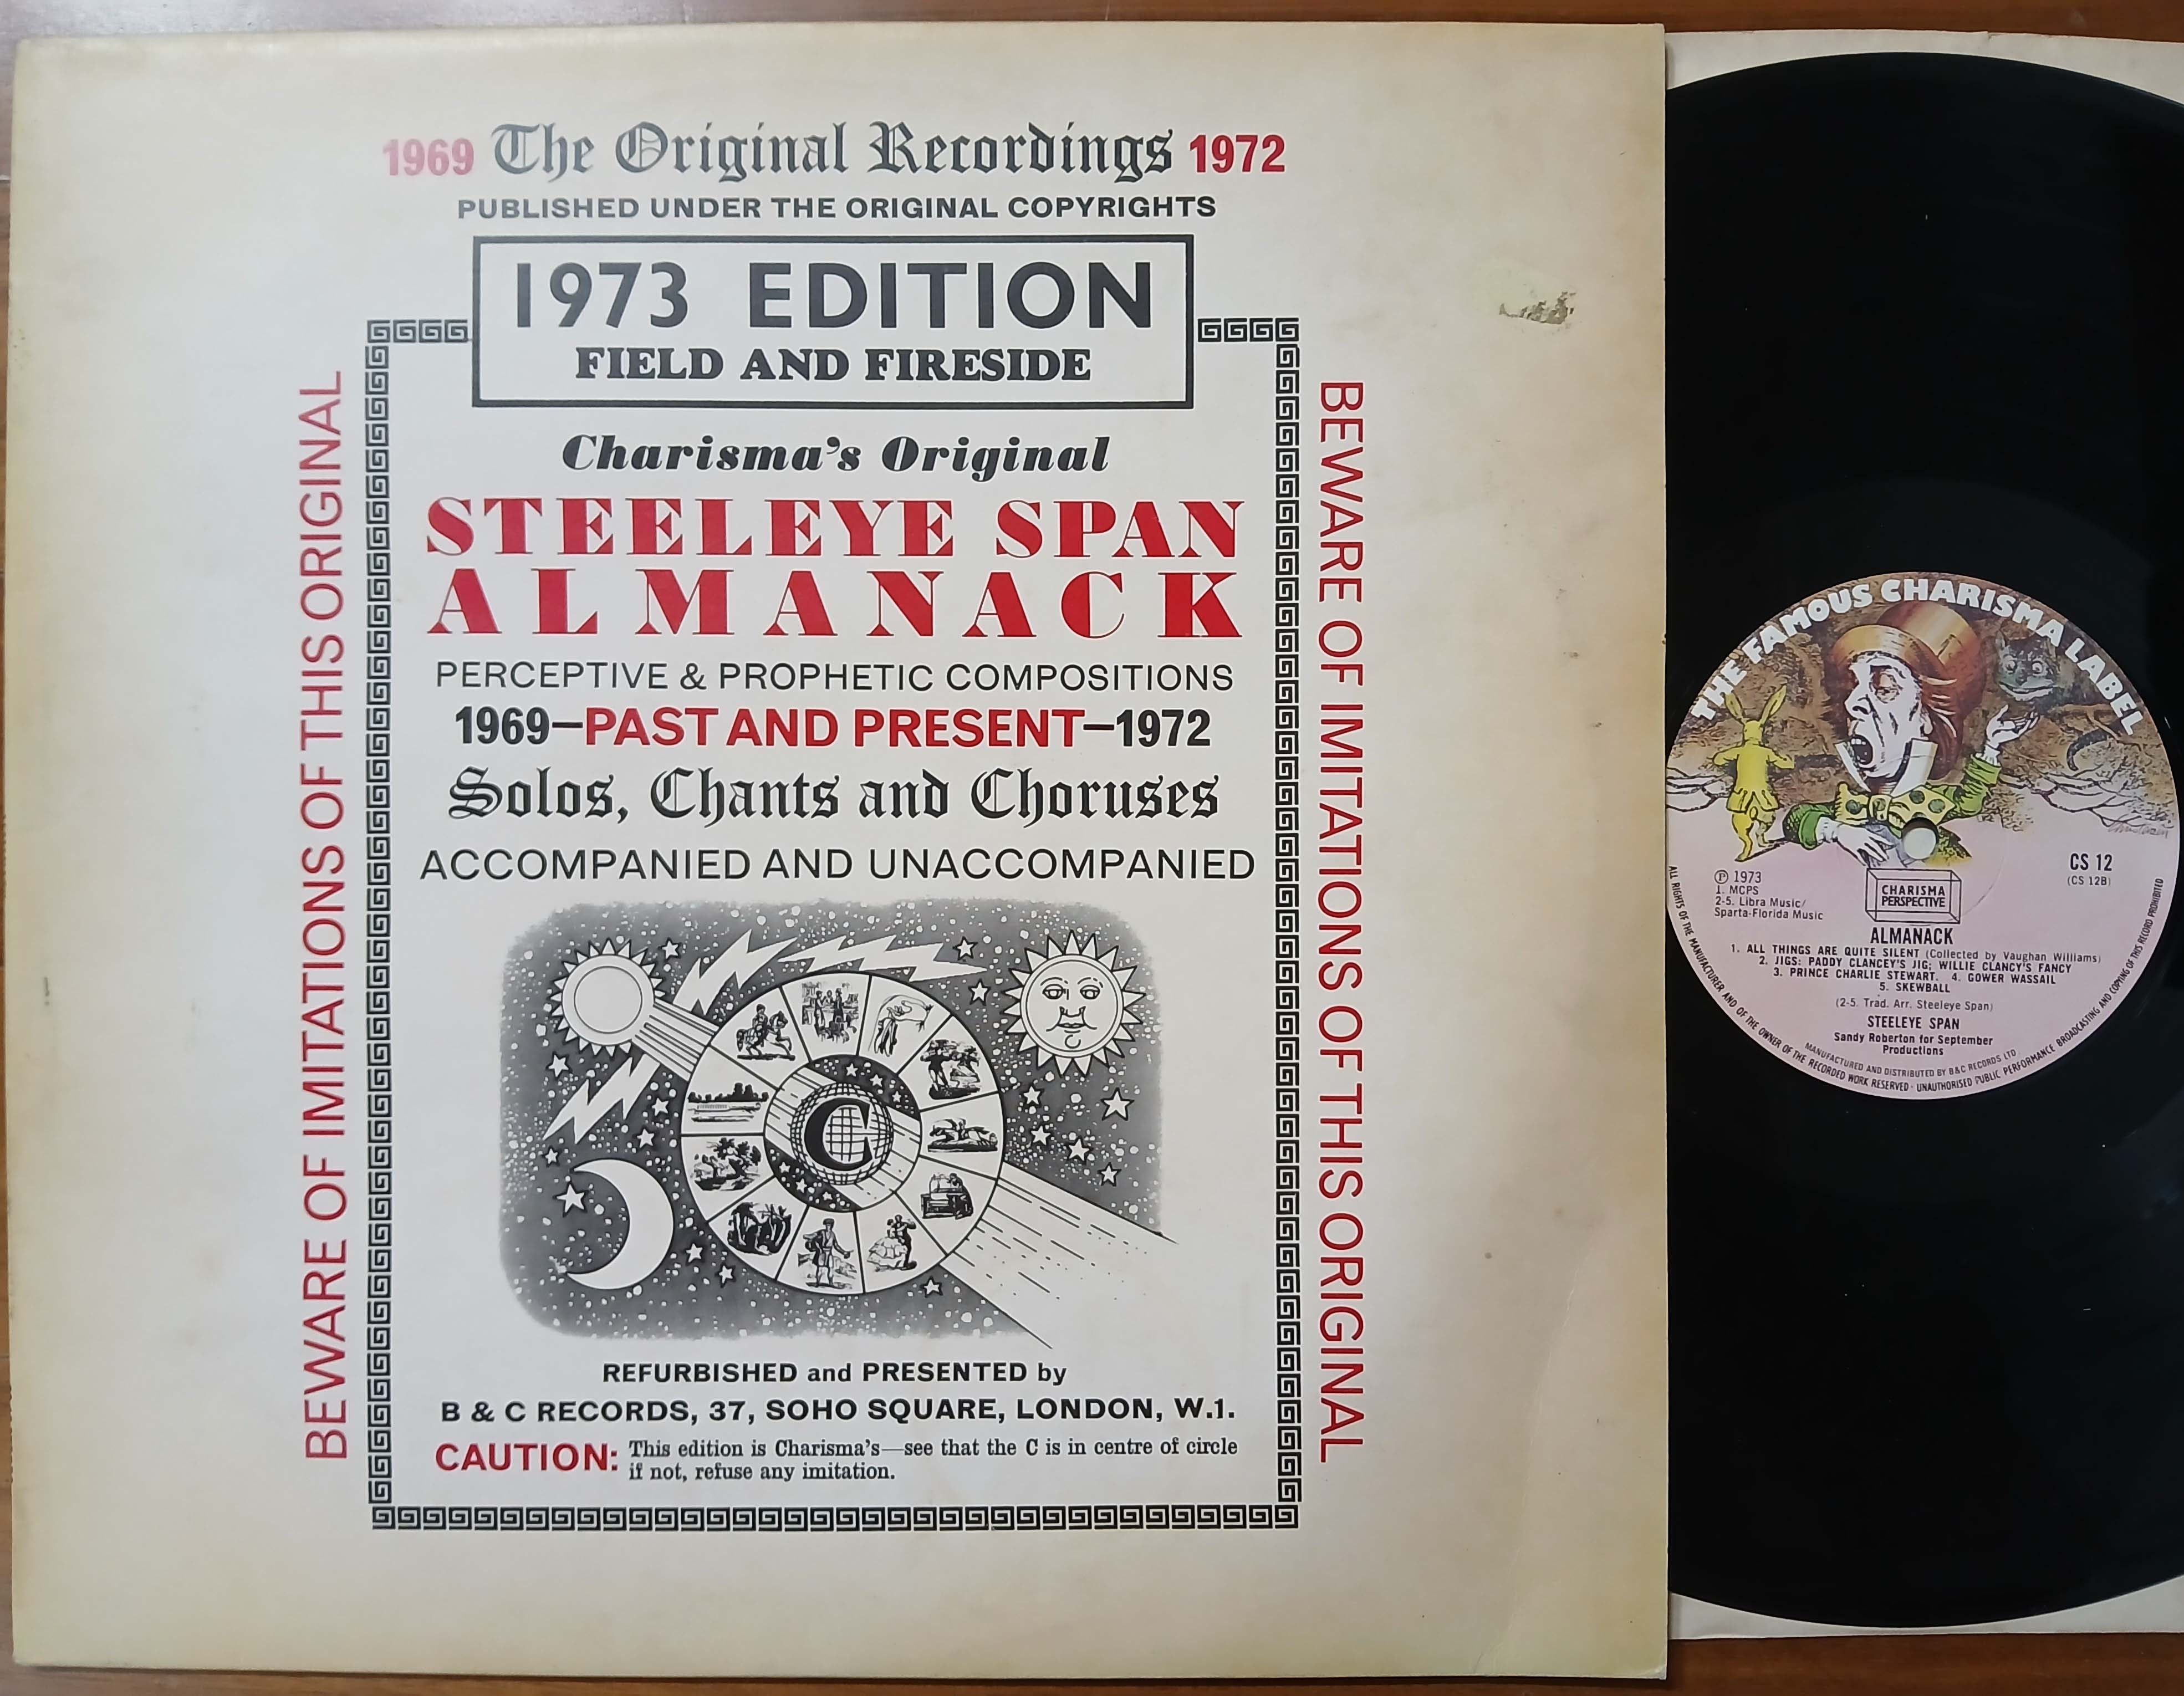 1969 The Original Recordings 1972
PUBLISHED UNDER THE ORIGINAL COPYRIGHTS
1973 EDITION
FIELD AND FIRESIDE
Charisma's Original
STEELEYE SPAN
ALMANACK
PERCEPTIVE & PROPHETIC COMPOSITIONS
1969—PAST AND PRESENT—1972
Solos, Chants and Choruses
ACCOMPANIED AND UNACCOMPANIED
C
REFURBISHED and PRESENTED by
B & C RECORDS, 37, SOHO SQUARE, LONDON, W.1.
CAUTION: This edition is Charisma's—see that the C is in centre of circle
if not, refuse any imitation.
BEWARE OF IMITATIONS OF THIS ORIGINAL
BEWARE OF IMITATIONS OF THIS ORIGINAL
THE FAMOUS CHARISMA LABEL
CS 12
(CS 12B)
℗ 1973
1. MCPS
2-5. Libra Music/
Sparta-Florida Music
CHARISMA
PERSPECTIVE
ALMANACK
1. ALL THINGS ARE QUITE SILENT (Collected by Vaughan Williams)
2. JIGS: PADDY CLANCEY'S JIG; WILLIE CLANCY'S FANCY
3. PRINCE CHARLIE STEWART. 4. GOWER WASSAIL
5. SKEWBALL
(2-5. Trad. Arr. Steeleye Span)
STEELEYE SPAN
Sandy Roberton for September
Productions
MANUFACTURED AND DISTRIBUTED BY B&C RECORDS LTD
ALL RIGHTS OF THE MANUFACTURER AND OF THE OWNER OF THE RECORDED WORK RESERVED · UNAUTHORISED PUBLIC PERFORMANCE BROADCASTING AND COPYING OF THIS RECORD PROHIBITED